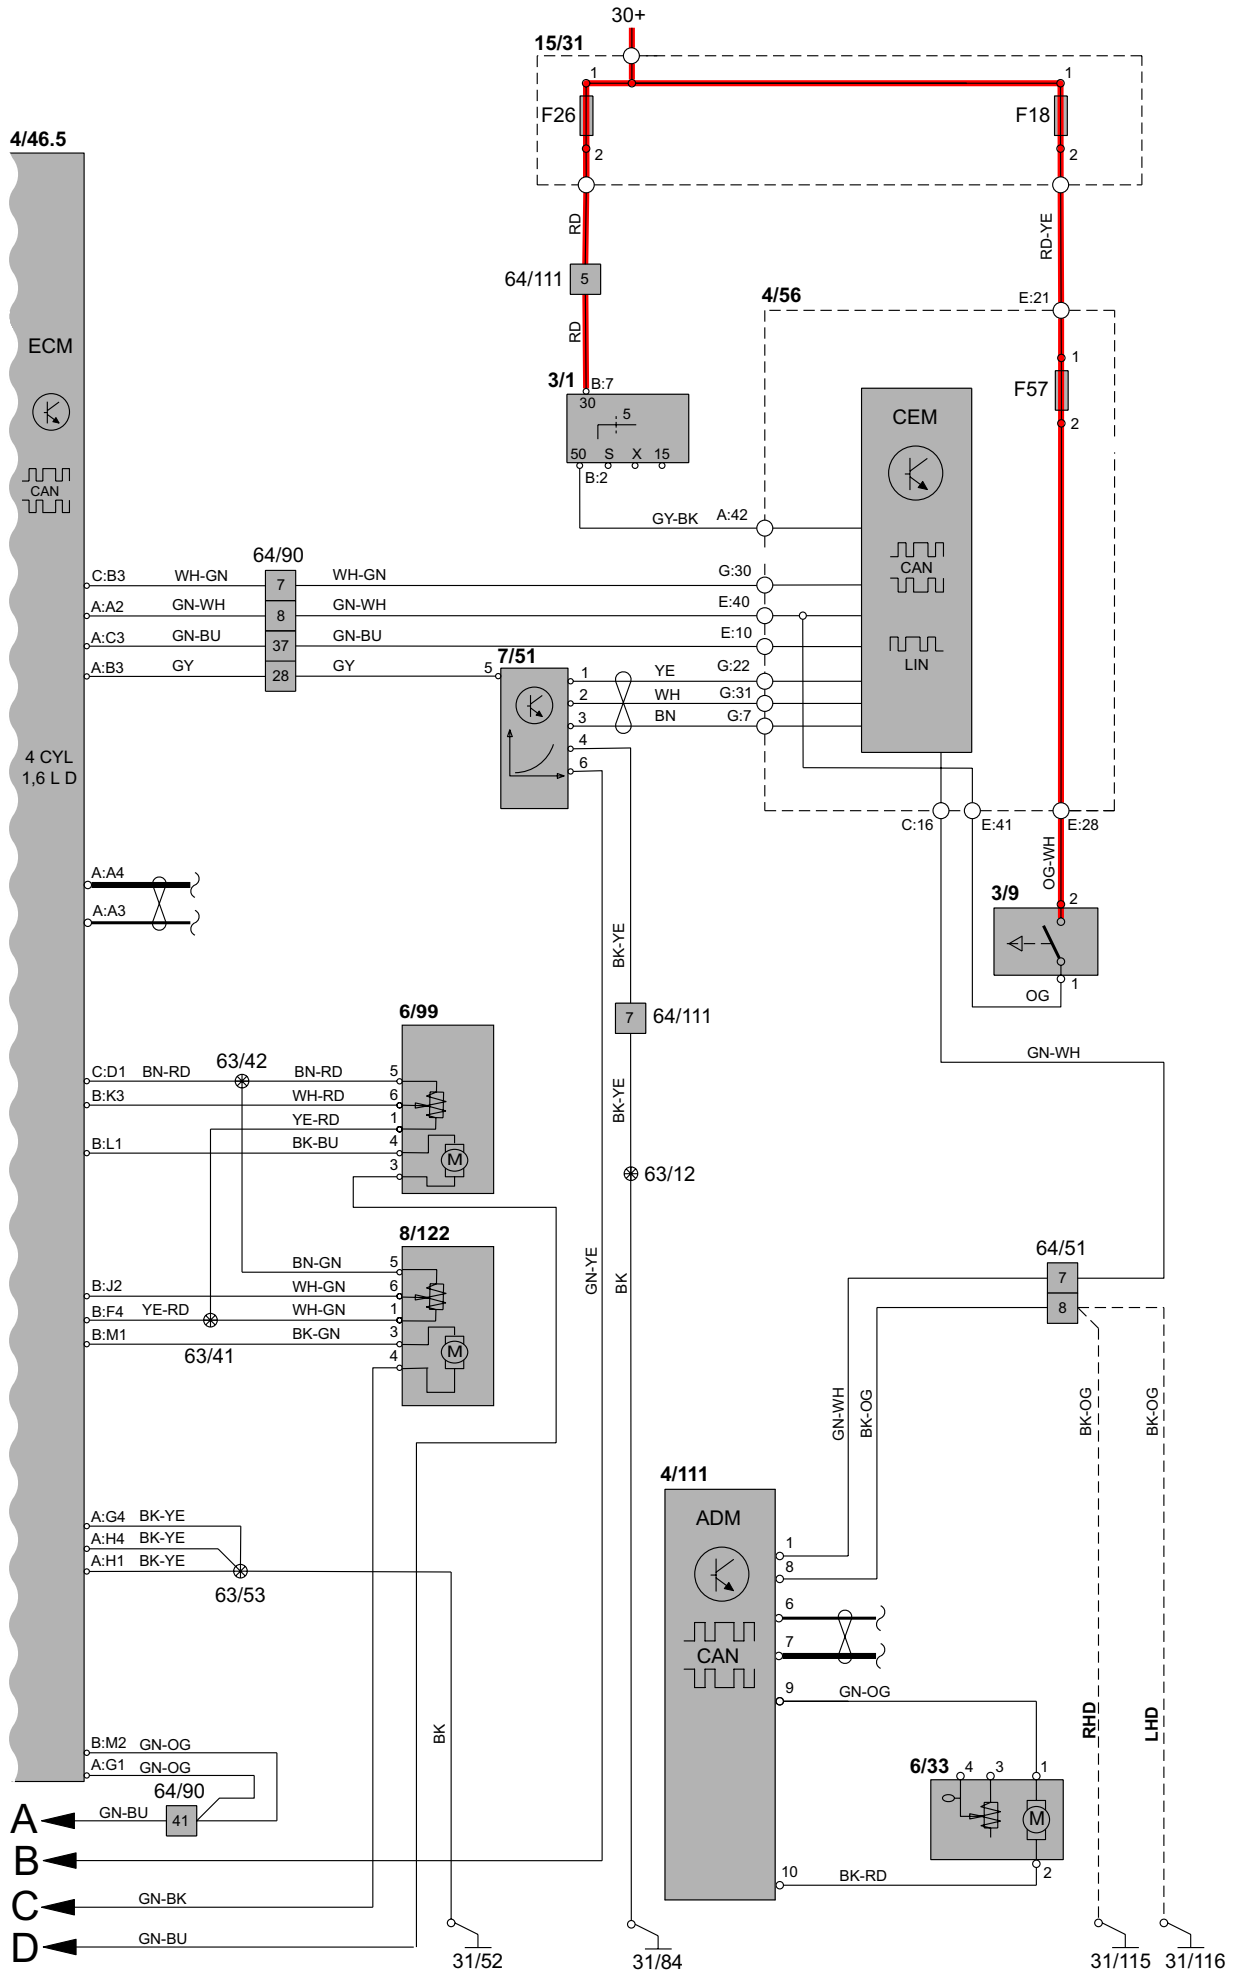 30+
15/31
1
1
F26
F18
2
2
4/46.5
RD
RD-YE
64/111
5
4/56
E:21
RD
1
ECM
3/1
B:7
30
5
F57
2
CEM
50
S
X
15
B:2
CAN
GY-BK
A:42
64/90
CAN
C:B3
WH-GN
7
WH-GN
G:30
A:A2
GN-WH
8
GN-WH
E:40
A:C3
GN-BU
37
GN-BU
E:10
LIN
7/51
A:B3
GY
28
GY
5
1
YE
G:22
2
WH
G:31
3
BN
G:7
4
6
4 CYL
1,6 L D
C:16
E:41
E:28
OG-WH
A:A4
3/9
2
A:A3
BK-YE
1
OG
6/99
7
64/111
GN-WH
63/42
C:D1
BN-RD
BN-RD
5
B:K3
WH-RD
6
YE-RD
1
BK-YE
B:L1
BK-BU
4
M
3
63/12
8/122
64/51
BN-GN
5
GN-YE
BK
7
B:J2
WH-GN
6
B:F4
YE-RD
WH-GN
1
8
B:M1
BK-GN
3
63/41
4
M
GN-WH
BK-OG
BK-OG
BK-OG
4/111
A:G4
BK-YE
ADM
A:H4
BK-YE
1
A:H1
BK-YE
8
63/53
6
7
CAN
9
GN-OG
BK
RHD
LHD
B:M2
GN-OG
A:G1
GN-OG
6/33
4
3
1
64/90
A
GN-BU
41
M
B
10
BK-RD
2
C
GN-BK
D
GN-BU
31/52
31/84
31/115
31/116